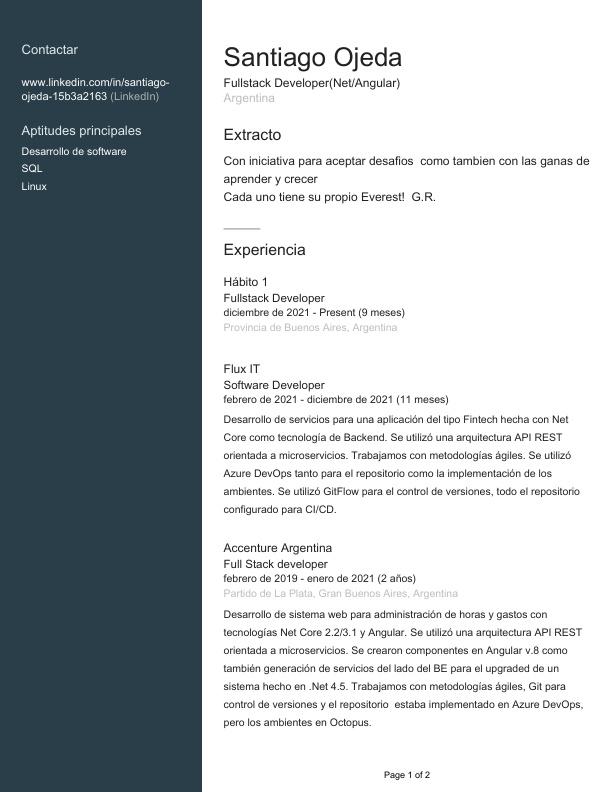 Contactar
www.linkedin.com/in/santiago-
ojeda-15b3a2163 (LinkedIn)
Aptitudes principales
Desarrollo de software
SQL
Linux
Santiago Ojeda
Fullstack Developer(Net/Angular)
Argentina
Extracto
Con iniciativa para aceptar desafios  como tambien con las ganas de
aprender y crecer
Cada uno tiene su propio Everest!  G.R.
Experiencia
Hábito 1
Fullstack Developer
diciembre de 2021 - Present (9 meses)
Provincia de Buenos Aires, Argentina
Flux IT
Software Developer
febrero de 2021 - diciembre de 2021 (11 meses)
Desarrollo de servicios para una aplicación del tipo Fintech hecha con Net
Core como tecnología de Backend. Se utilizó una arquitectura API REST
orientada a microservicios. Trabajamos con metodologías ágiles. Se utilizó
Azure DevOps tanto para el repositorio como la implementación de los
ambientes. Se utilizó GitFlow para el control de versiones, todo el repositorio
configurado para CI/CD.
Accenture Argentina
Full Stack developer
febrero de 2019 - enero de 2021 (2 años)
Partido de La Plata, Gran Buenos Aires, Argentina
Desarrollo de sistema web para administración de horas y gastos con
tecnologías Net Core 2.2/3.1 y Angular. Se utilizó una arquitectura API REST
orientada a microservicios. Se crearon componentes en Angular v.8 como
también generación de servicios del lado del BE para el upgraded de un
sistema hecho en .Net 4.5. Trabajamos con metodologías ágiles, Git para
control de versiones y el repositorio  estaba implementado en Azure DevOps,
pero los ambientes en Octopus.
Page 1 of 2